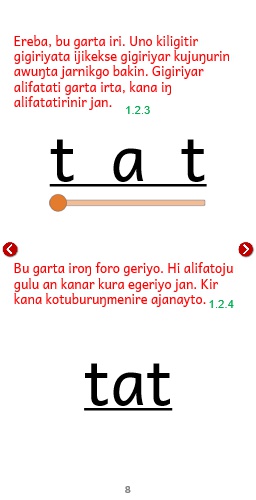 Ereba, bu garta iri. Uno kiligitir
gigiriyata ijikekse gigiriyar kujuŋurin
awuŋta jarnikgo bakin. Gigiriyar
alifatati garta irta, kana iŋ
alifatatirinir jan. 1.2.3
t a t
Bu garta iroŋ foro geriyo. Hi alifatoju
gulu an kanar kura egeriyo jan. Kir
kana kotuburuŋmenire ajanayto. 1.2.4
tat
8